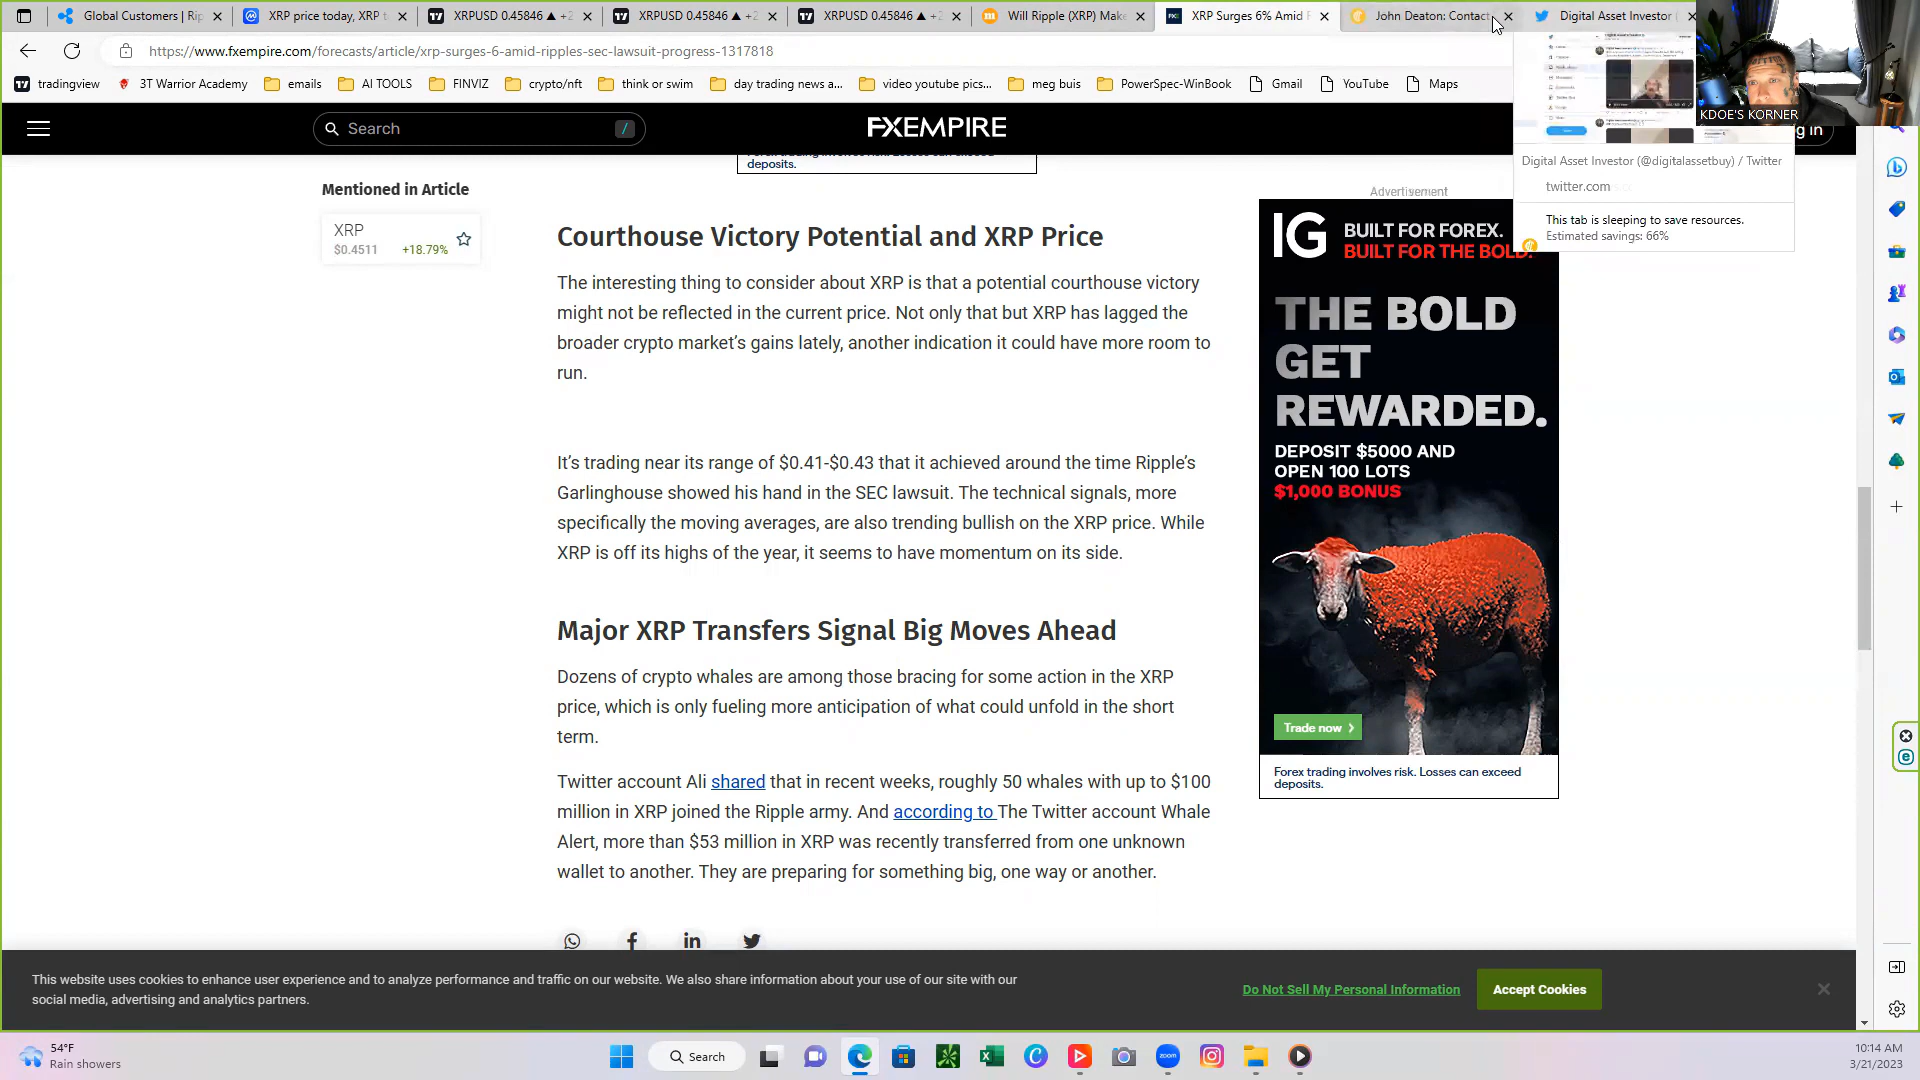 Global Customers | Rip
XRP price today, XRP t
XRPUSD 0.45846 ▲ +2
XRPUSD 0.45846 ▲ +2
XRPUSD 0.45846 ▲ +2
Will Ripple (XRP) Make
XRP Surges 6% Amid R
John Deaton: Contact
Digital Asset Investor (
https://www.fxempire.com/forecasts/article/xrp-surges-6-amid-ripples-sec-lawsuit-progress-1317818
tradingview
3T Warrior Academy
emails
AI TOOLS
FINVIZ
crypto/nft
think or swim
day trading news a...
video youtube pics...
meg buis
PowerSpec-WinBook
Gmail
YouTube
Maps
KDOE'S KORNER
Search
/
FXEMPIRE
g in
Digital Asset Investor (@digitalassetbuy) / Twitter
twitter.com
This tab is sleeping to save resources.
Estimated savings: 66%
deposits.
Mentioned in Article
XRP
$0.4511 +18.79%
Courthouse Victory Potential and XRP Price
The interesting thing to consider about XRP is that a potential courthouse victory
might not be reflected in the current price. Not only that but XRP has lagged the
broader crypto market's gains lately, another indication it could have more room to
run.
It's trading near its range of $0.41-$0.43 that it achieved around the time Ripple's
Garlinghouse showed his hand in the SEC lawsuit. The technical signals, more
specifically the moving averages, are also trending bullish on the XRP price. While
XRP is off its highs of the year, it seems to have momentum on its side.
Major XRP Transfers Signal Big Moves Ahead
Dozens of crypto whales are among those bracing for some action in the XRP
price, which is only fueling more anticipation of what could unfold in the short
term.
Twitter account Ali shared that in recent weeks, roughly 50 whales with up to $100
million in XRP joined the Ripple army. And according to The Twitter account Whale
Alert, more than $53 million in XRP was recently transferred from one unknown
wallet to another. They are preparing for something big, one way or another.
Advertisement
IG
BUILT FOR FOREX.
BUILT FOR THE BOLD.
THE BOLD
GET
REWARDED.
DEPOSIT $5000 AND
OPEN 100 LOTS
$1,000 BONUS
Trade now
Forex trading involves risk. Losses can exceed
deposits.
This website uses cookies to enhance user experience and to analyze performance and traffic on our website. We also share information about your use of our site with our
social media, advertising and analytics partners.
Do Not Sell My Personal Information
Accept Cookies
54°F
Rain showers
Search
zoom
10:14 AM
3/21/2023